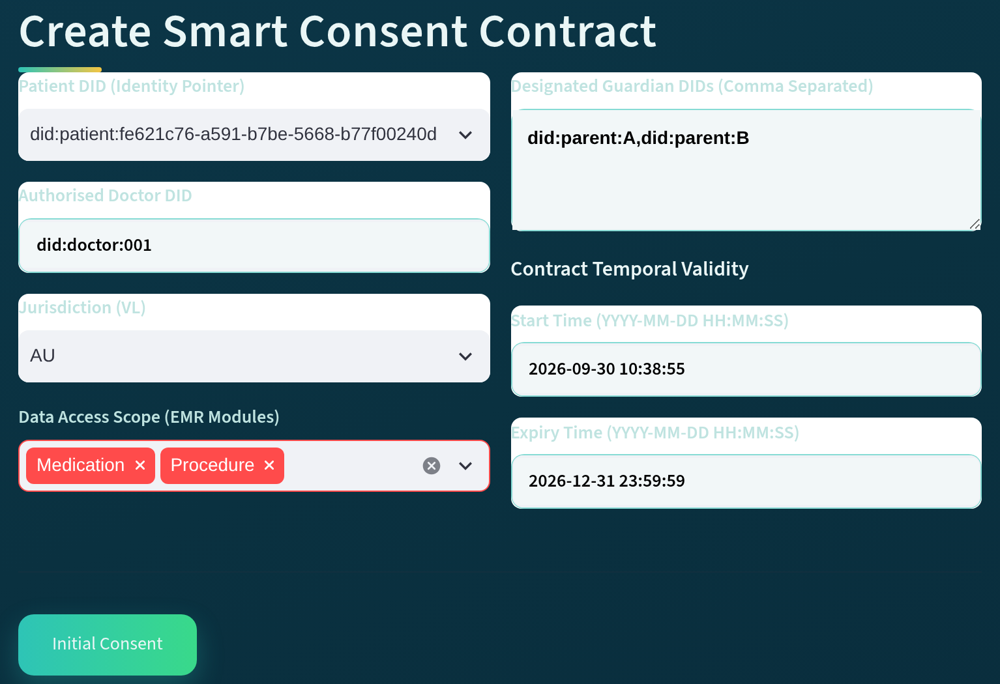 Create Smart Consent Contract
Patient DID (Identity Pointer)
did:patient:fe621c76-a591-b7be-5668-b77f00240d
Authorised Doctor DID
did:doctor:001
Jurisdiction (VL)
AU
Data Access Scope (EMR Modules)
Medication
Procedure
Designated Guardian DIDs (Comma Separated)
did:parent:A,did:parent:B
Contract Temporal Validity
Start Time (YYYY-MM-DD HH:MM:SS)
2026-09-30 10:38:55
Expiry Time (YYYY-MM-DD HH:MM:SS)
2026-12-31 23:59:59
Initial Consent